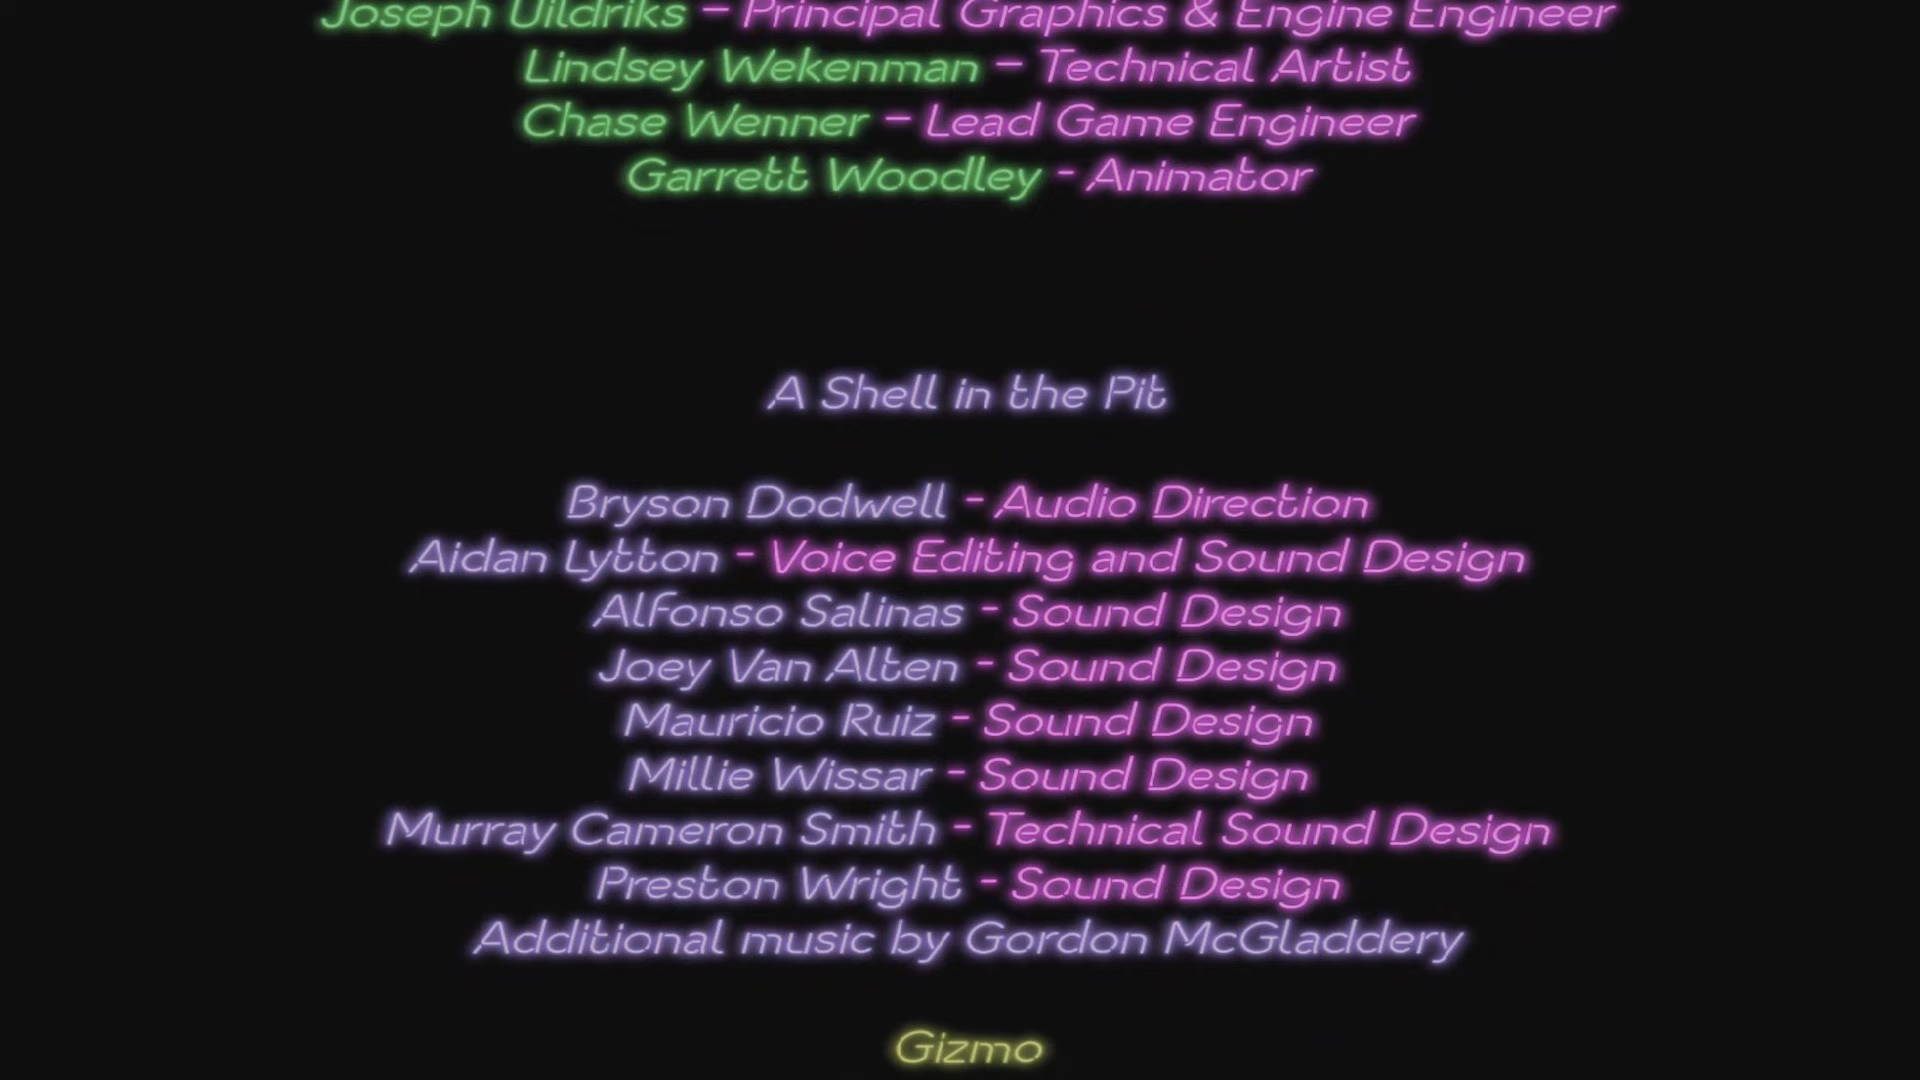 Joseph Uildriks – Principal Graphics & Engine Engineer
Lindsey Wekenman – Technical Artist
Chase Wenner – Lead Game Engineer
Garrett Woodley - Animator
A Shell in the Pit
Bryson Dodwell - Audio Direction
Aidan Lytton - Voice Editing and Sound Design
Alfonso Salinas - Sound Design
Joey Van Alten - Sound Design
Mauricio Ruiz - Sound Design
Millie Wissar - Sound Design
Murray Cameron Smith - Technical Sound Design
Preston Wright - Sound Design
Additional music by Gordon McGladdery
Gizmo